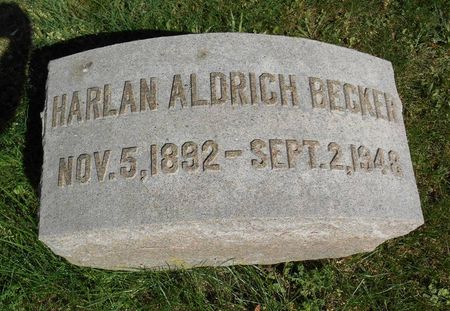 HARLAN ALDRICH BECKER
NOV. 5, 1892 – SEPT. 2, 1948